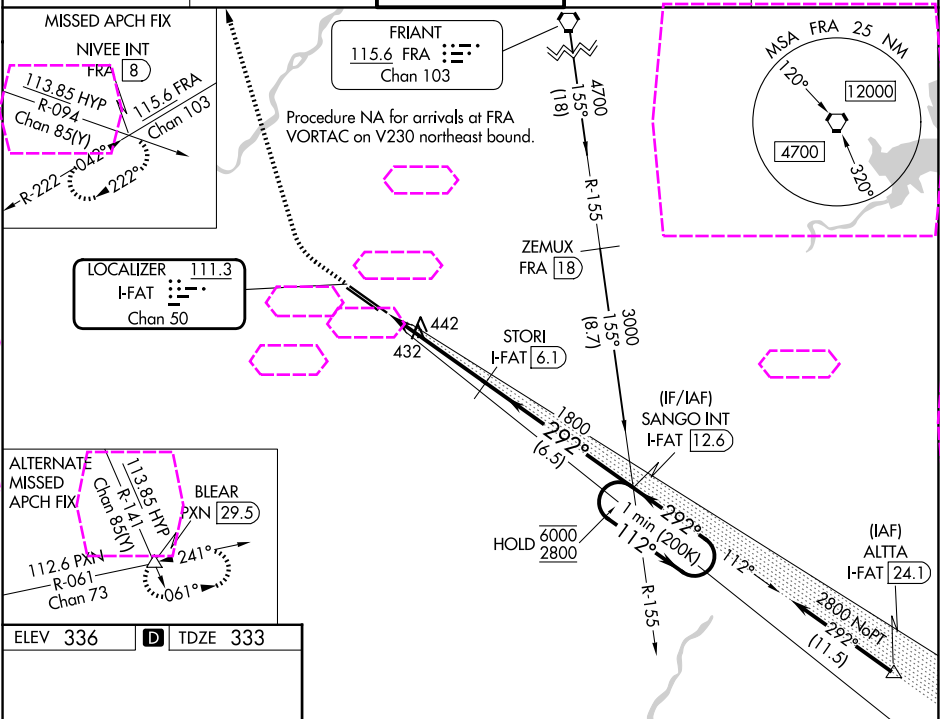 MISSED APCH FIX
NIVEE INT
FRA 8
113.85 HYP
R-094
Chan 85(Y)
115.6 FRA
Chan 103
R-222
042°
222°
FRIANT
115.6 FRA
Chan 103
Procedure NA for arrivals at FRA
VORTAC on V230 northeast bound.
4700
155°
(18)
R-155
MSA FRA 25 NM
120°
12000
4700
320°
ZEMUX
FRA 18
LOCALIZER 111.3
I-FAT
Chan 50
3000
155°
(8.7)
442
432
STORI
I-FAT 6.1
(IF/IAF)
SANGO INT
I-FAT 12.6
1800
292°
(6.5)
292°
1 min (200K)
112°
HOLD 6000
2800
112°
R-155
(IAF)
ALTTA
I-FAT 24.1
2800 NoPT
292°
(11.5)
ALTERNATE
MISSED
APCH FIX
113.85 HYP
R-141
Chan 85(Y)
BLEAR
PXN 29.5
112.6 PXN
R-061
Chan 73
241°
061°
ELEV 336
D
TDZE 333